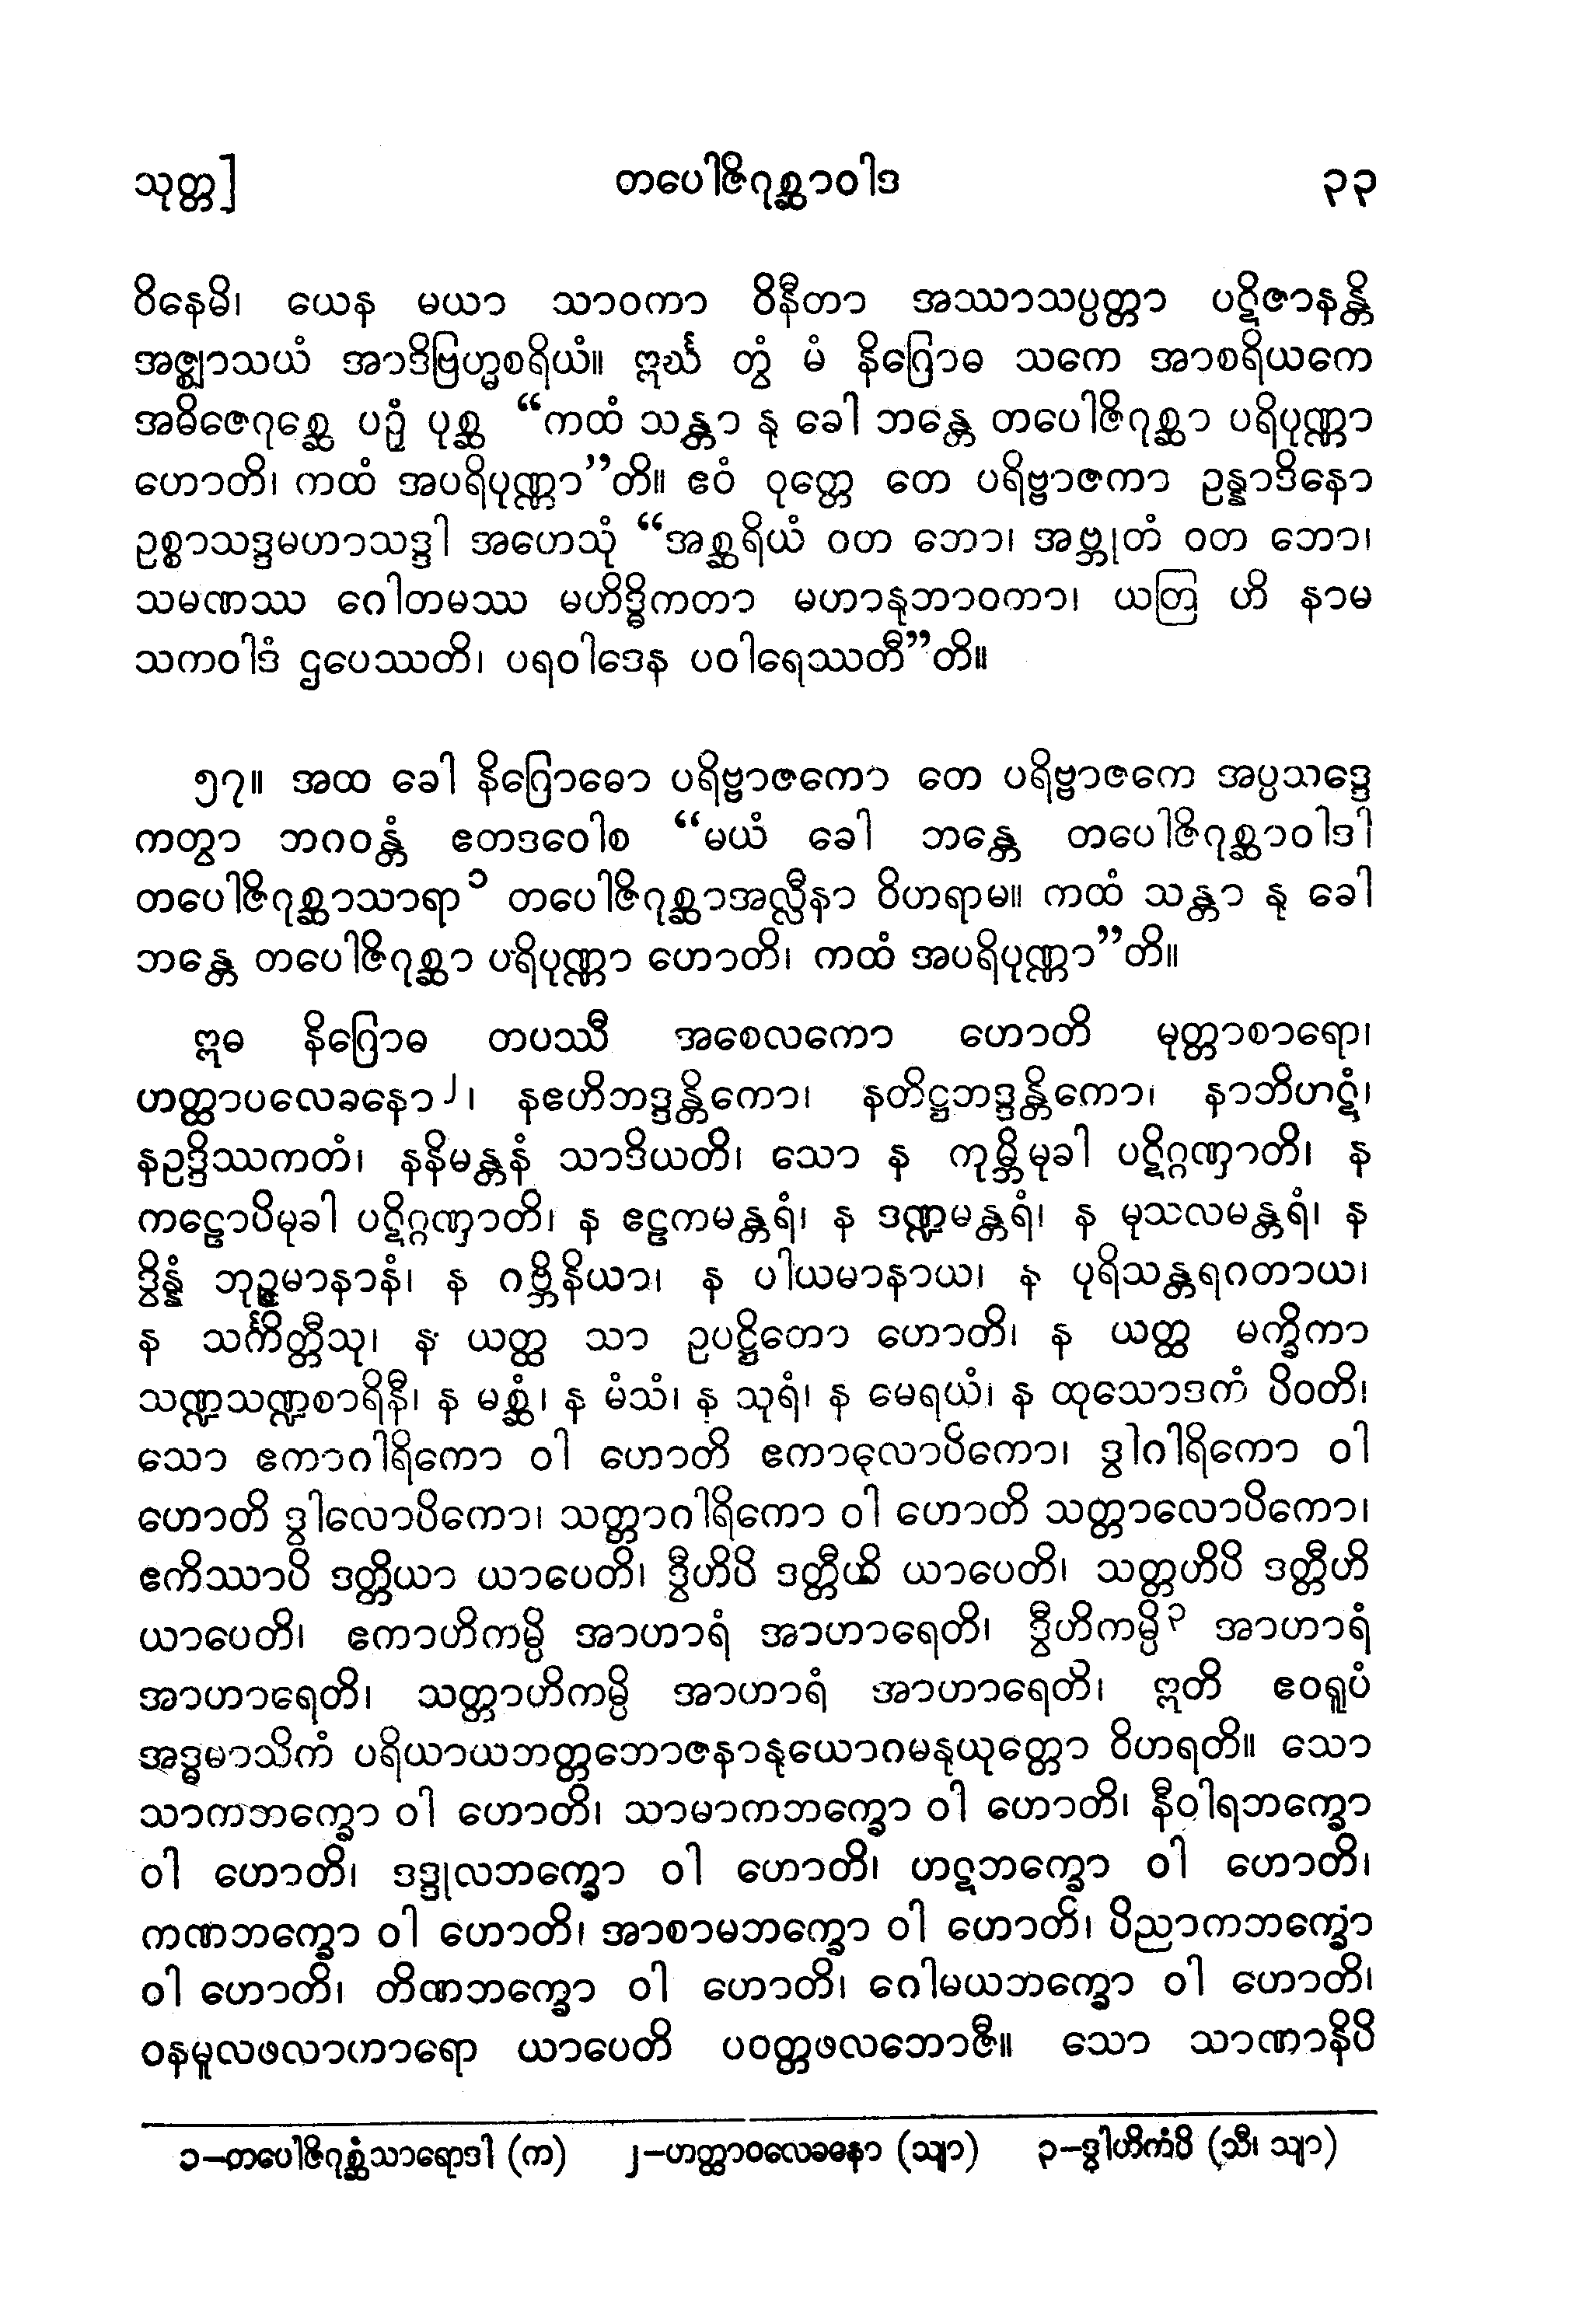 သုတ္တ] တပေါဇိဂုစ္ဆာဝါဒ ၃၃
ဝိနေမိ၊ ယေန မယာ သာဝကာ ဝိနီတာ အဿာသပ္ပတ္တာ ပဋိဇာနန္တိ
အဇ္ဈာသယံ အာဒိဗြဟ္မစရိယံ။ ဣင်္ဃ တွံ မံ နိဂြောဓ သကေ အာစရိယကေ
အဓိဇေဂုစ္ဆေ ပဉှံ ပုစ္ဆ “ကထံ သန္တာ နု ခေါ ဘန္တေ တပေါဇိဂုစ္ဆာ ပရိပုဏ္ဏာ
ဟောတိ၊ ကထံ အပရိပုဏ္ဏာ”တိ။ ဧဝံ ဝုတ္တေ တေ ပရိဗ္ဗာဇကာ ဥန္နာဒိနော
ဥစ္စာသဒ္ဒမဟာသဒ္ဒါ အဟေသုံ “အစ္ဆရိယံ ဝတ ဘော၊ အဗ္ဘုတံ ဝတ ဘော၊
သမဏဿ ဂေါတမဿ မဟိဒ္ဓိကတာ မဟာနုဘာဝကာ၊ ယတြ ဟိ နာမ
သကဝါဒံ ဌပေဿတိ၊ ပရဝါဒေန ပဝါရေဿတီ”တိ။
၅၇။ အထ ခေါ နိဂြောဓော ပရိဗ္ဗာဇကော တေ ပရိဗ္ဗာဇကေ အပ္ပသဒ္ဒေ
ကတွာ ဘဂဝန္တံ ဧတဒဝေါစ “မယံ ခေါ ဘန္တေ တပေါဇိဂုစ္ဆာဝါဒါ
တပေါဇိဂုစ္ဆာသာရာ၁ တပေါဇိဂုစ္ဆာအလ္လီနာ ဝိဟရာမ။ ကထံ သန္တာ နု ခေါ
ဘန္တေ တပေါဇိဂုစ္ဆာ ပရိပုဏ္ဏာ ဟောတိ၊ ကထံ အပရိပုဏ္ဏာ”တိ။
ဣဓ နိဂြောဓ တပဿီ အစေလကော ဟောတိ မုတ္တာစာရော၊
ဟတ္ထာပလေခနော၂၊ နဧဟိဘဒ္ဒန္တိကော၊ နတိဋ္ဌဘဒ္ဒန္တိကော၊ နာဘိဟဋံ၊
နဥဒ္ဒိဿကတံ၊ နနိမန္တနံ သာဒိယတိ၊ သော န ကုမ္ဘိမုခါ ပဋိဂ္ဂဏှာတိ၊ န
ကဠောပိမုခါ ပဋိဂ္ဂဏှာတိ၊ န ဧဠကမန္တရံ၊ န ဒဏ္ဍမန္တရံ၊ န မုသလမန္တရံ၊ န
ဒွိန္နံ ဘုဉ္ဇမာနာနံ၊ န ဂဗ္ဘိနိယာ၊ န ပါယမာနာယ၊ န ပုရိသန္တရဂတာယ၊
န သင်္ကိတ္တီသု၊ န ယတ္ထ သာ ဥပဋ္ဌိတော ဟောတိ၊ န ယတ္ထ မက္ခိကာ
သဏ္ဍသဏ္ဍစာရိနီ၊ န မစ္ဆံ၊ န မံသံ၊ န သုရံ၊ န မေရယံ၊ န ထုသောဒကံ ပိဝတိ၊
သော ဧကာဂါရိကော ဝါ ဟောတိ ဧကာလောပိကော၊ ဒွါဂါရိကော ဝါ
ဟောတိ ဒွါလောပိကော၊ သတ္တာဂါရိကော ဝါ ဟောတိ သတ္တာလောပိကော၊
ဧကိဿာပိ ဒတ္တိယာ ယာပေတိ၊ ဒွီဟိပိ ဒတ္တီဟိ ယာပေတိ၊ သတ္တဟိပိ ဒတ္တီဟိ
ယာပေတိ၊ ဧကာဟိကမ္ပိ အာဟာရံ အာဟာရေတိ၊ ဒွီဟိကမ္ပိ၃ အာဟာရံ
အာဟာရေတိ၊ သတ္တာဟိကမ္ပိ အာဟာရံ အာဟာရေတိ၊ ဣတိ ဧဝရူပံ
အဒ္ဓမာသိကံ ပရိယာယဘတ္တဘောဇနာနုယောဂမနုယုတ္တော ဝိဟရတိ။ သော
သာကဘက္ခော ဝါ ဟောတိ၊ သာမာကဘက္ခော ဝါ ဟောတိ၊ နီဝါရဘက္ခော
ဝါ ဟောတိ၊ ဒဒ္ဒုလဘက္ခော ဝါ ဟောတိ၊ ဟဋဘက္ခော ဝါ ဟောတိ၊
ကဏဘက္ခော ဝါ ဟောတိ၊ အာစာမဘက္ခော ဝါ ဟောတိ၊ ပိညာကဘက္ခော
ဝါ ဟောတိ၊ တိဏဘက္ခော ဝါ ဟောတိ၊ ဂေါမယဘက္ခော ဝါ ဟောတိ၊
ဝနမူလဖလာဟာရော ယာပေတိ ပဝတ္တဖလဘောဇီ။ သော သာဏာနိပိ
၁–တပေါဇိဂုစ္ဆံသာရောဒါ (က) ၂–ဟတ္ထာဝလေခနော (သျာ) ၃–ဒွါဟိကံပိ (သီ၊ သျာ)